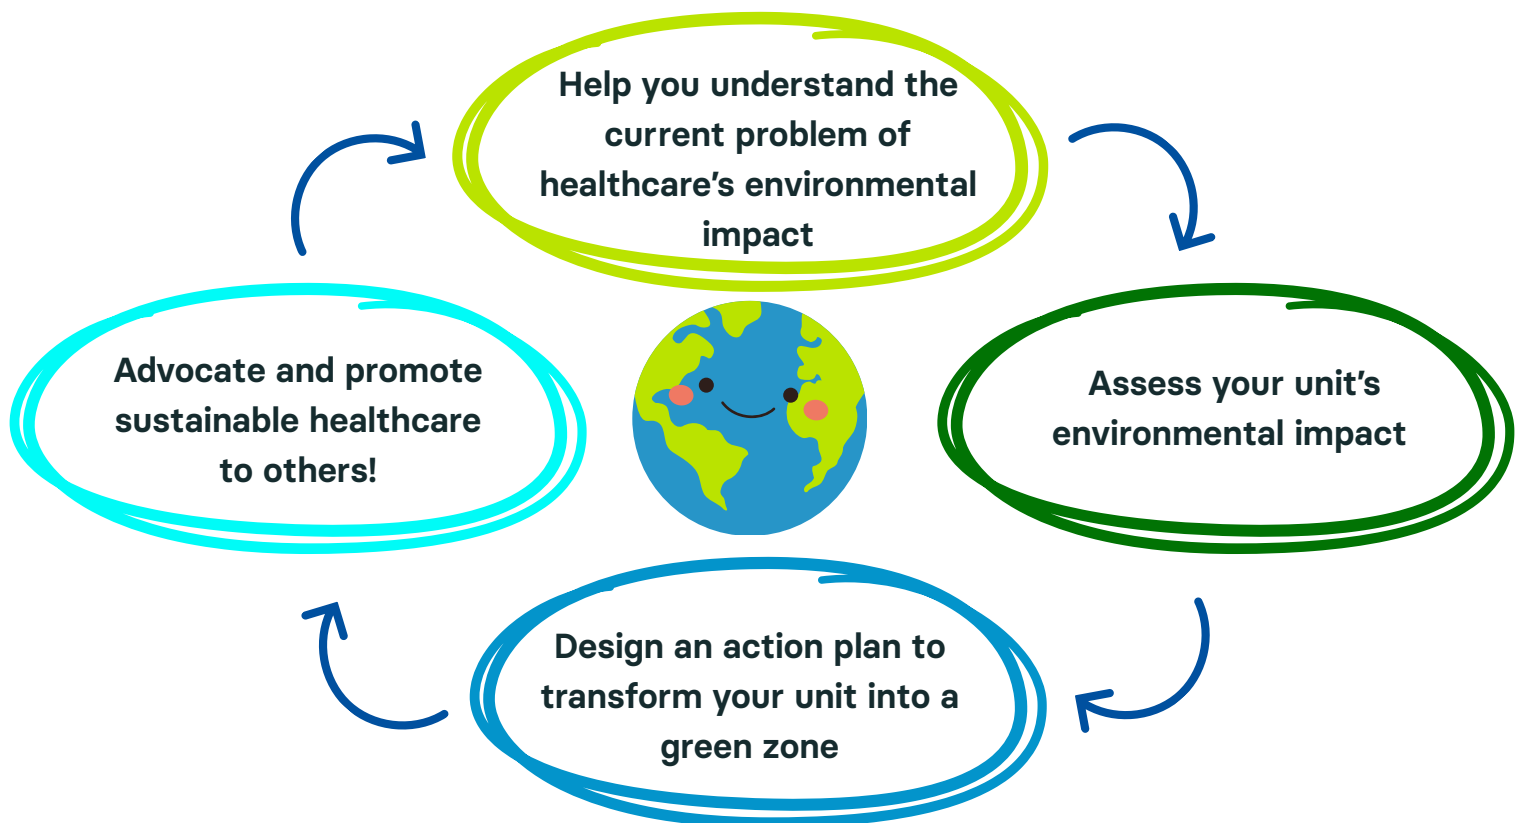 Help you understand the
current problem of
healthcare's environmental
impact
Assess your unit's
environmental impact
Design an action plan to
transform your unit into a
green zone
Advocate and promote
sustainable healthcare
to others!